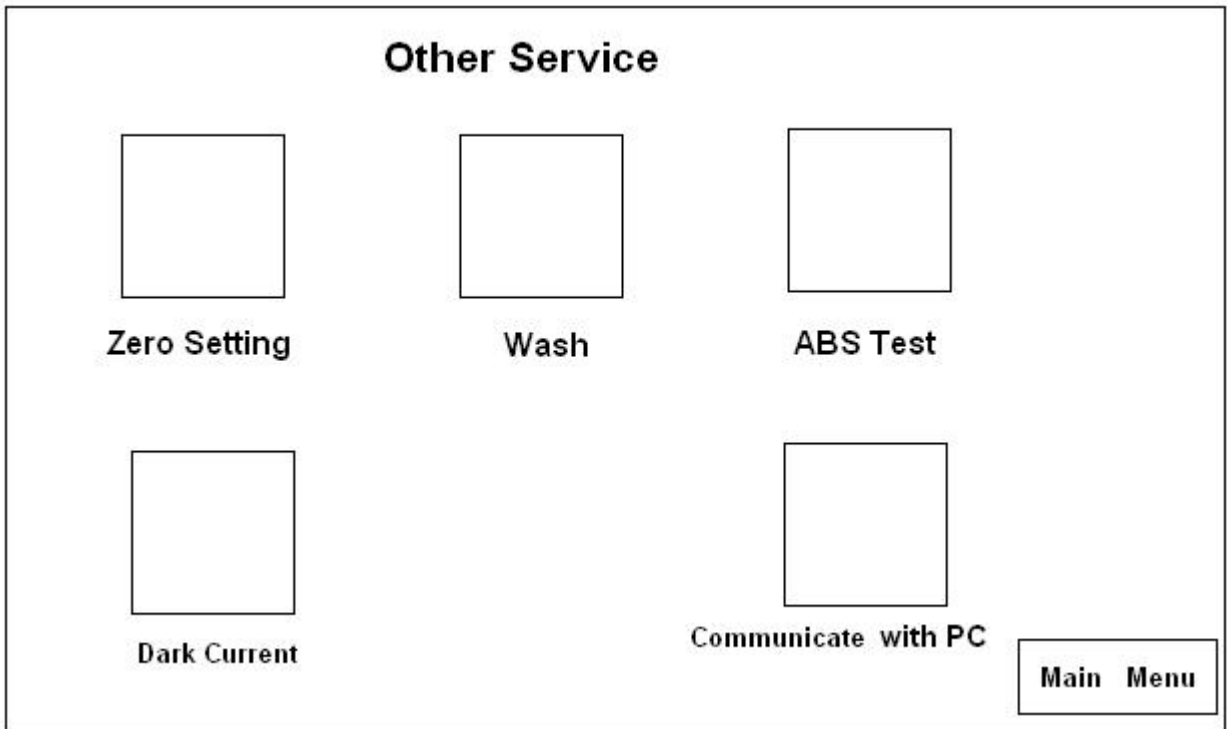 Other Service
Zero Setting
Wash
ABS Test
Dark Current
Communicate with PC
Main Menu